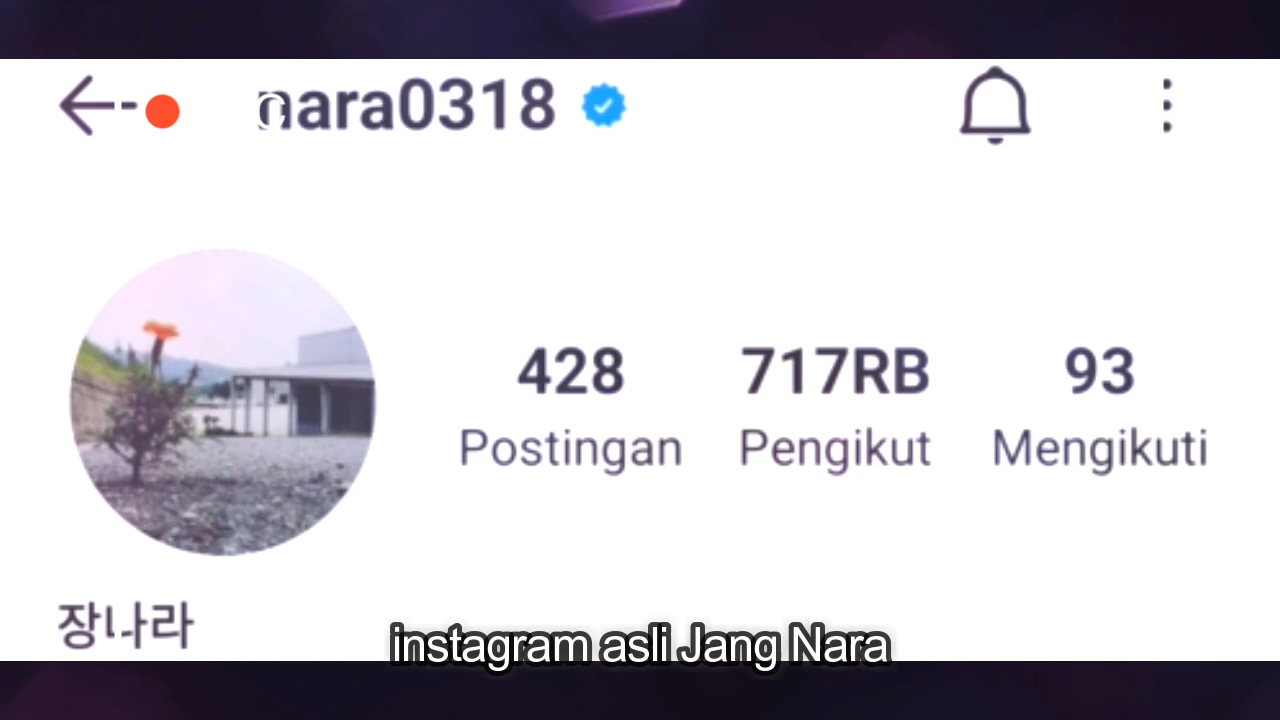 nara0318
428 717RB 93
Postingan Pengikut Mengikuti
장나라
instagram asli Jang Nara